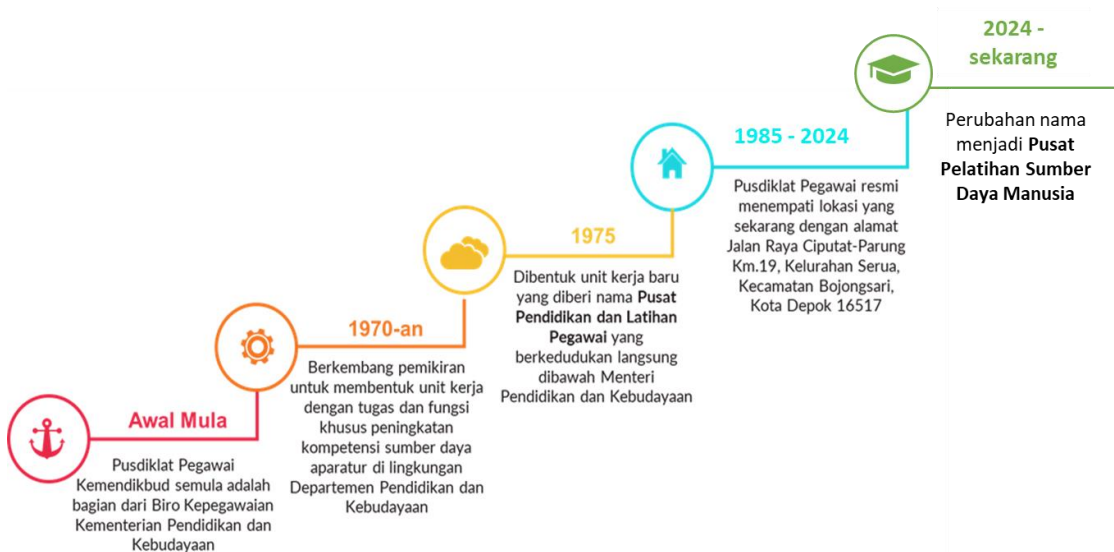 Awal Mula
Pusdiklat Pegawai
Kemendikbud semula adalah
bagian dari Biro Kepegawaian
Kementerian Pendidikan dan
Kebudayaan
1970-an
Berkembang pemikiran
untuk membentuk unit kerja
dengan tugas dan fungsi
khusus peningkatan
kompetensi sumber daya
aparatur di lingkungan
Departemen Pendidikan dan
Kebudayaan
1975
Dibentuk unit kerja baru
yang diberi nama Pusat
Pendidikan dan Latihan
Pegawai yang
berkedudukan langsung
dibawah Menteri
Pendidikan dan Kebudayaan
1985 - 2024
Pusdiklat Pegawai resmi
menempati lokasi yang
sekarang dengan alamat
Jalan Raya Ciputat-Parung
Km.19, Kelurahan Serua,
Kecamatan Bojongsari,
Kota Depok 16517
2024 -
sekarang
Perubahan nama
menjadi Pusat
Pelatihan Sumber
Daya Manusia